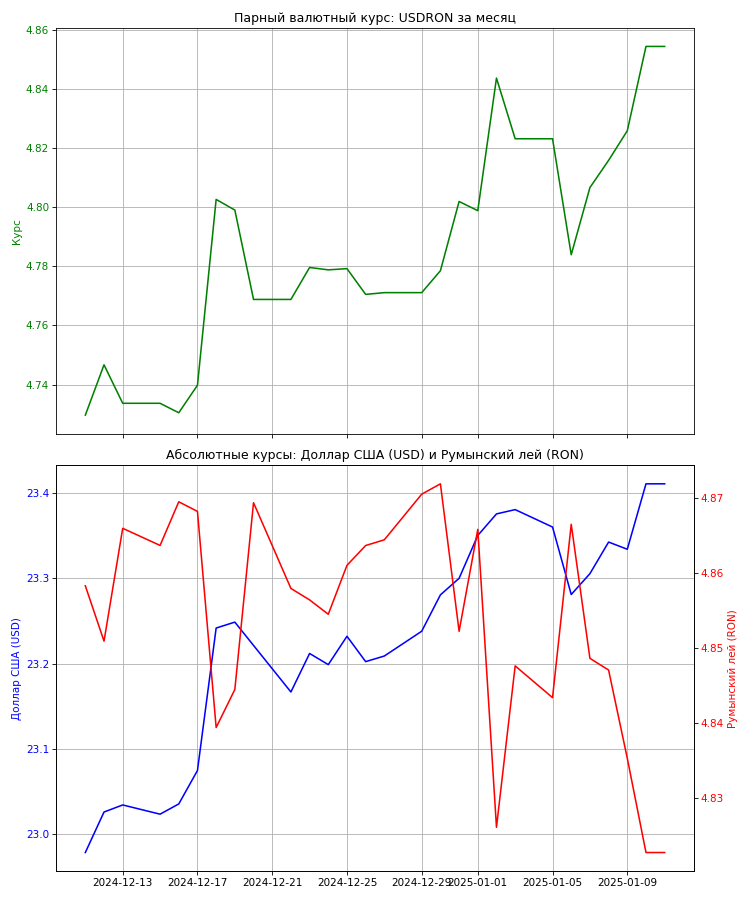 Парный валютный курс: USDRON за месяц
4.86
4.84
4.82
4.80
4.78
4.76
4.74
Курс
Абсолютные курсы: Доллар США (USD) и Румынский лей (RON)
23.4
23.3
23.2
23.1
23.0
Доллар США (USD)
4.87
4.86
4.85
4.84
4.83
Румынский лей (RON)
2024-12-13 2024-12-17 2024-12-21 2024-12-25 2024-12-29 2025-01-01 2025-01-05 2025-01-09